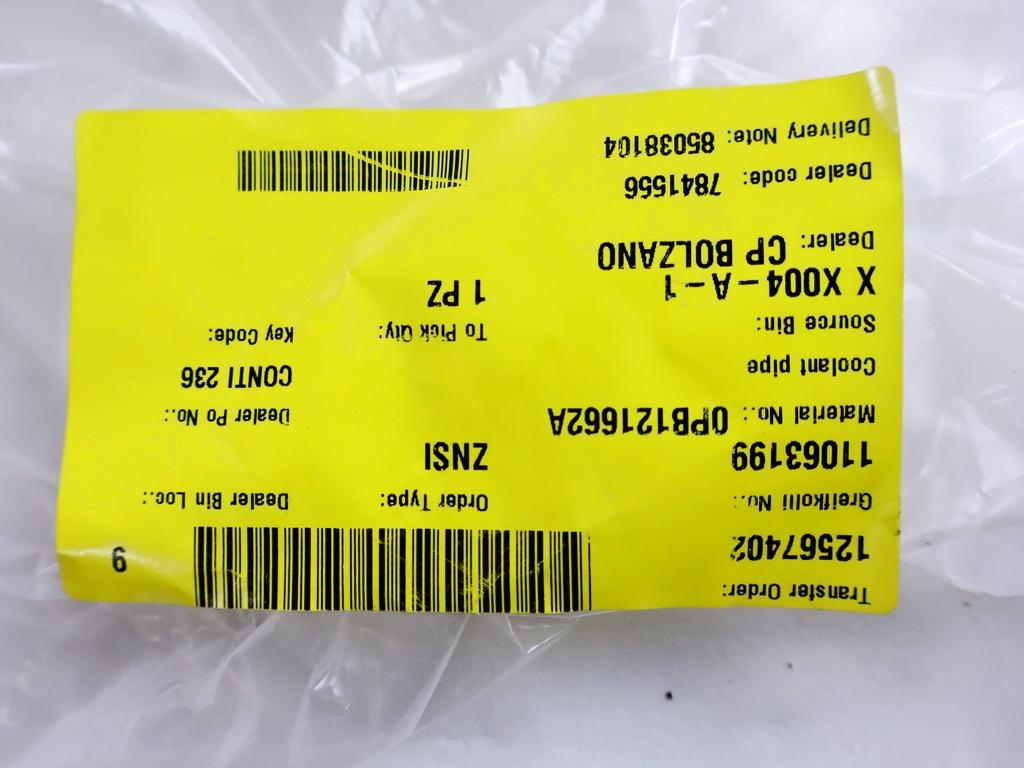 Transfer Order:
12567402
9
Greifkolli No.:
11063199
Order Type:
ZNSI
Dealer Bin Loc.:
Material No.: 0PB121662A
Dealer Po No.:
CONTI 236
Coolant pipe
Source Bin:
X X004-A-1
To Pick Qty:
1 PZ
Key Code:
Dealer: CP BOLZANO
Dealer code: 7841556
Delivery Note: 85038104